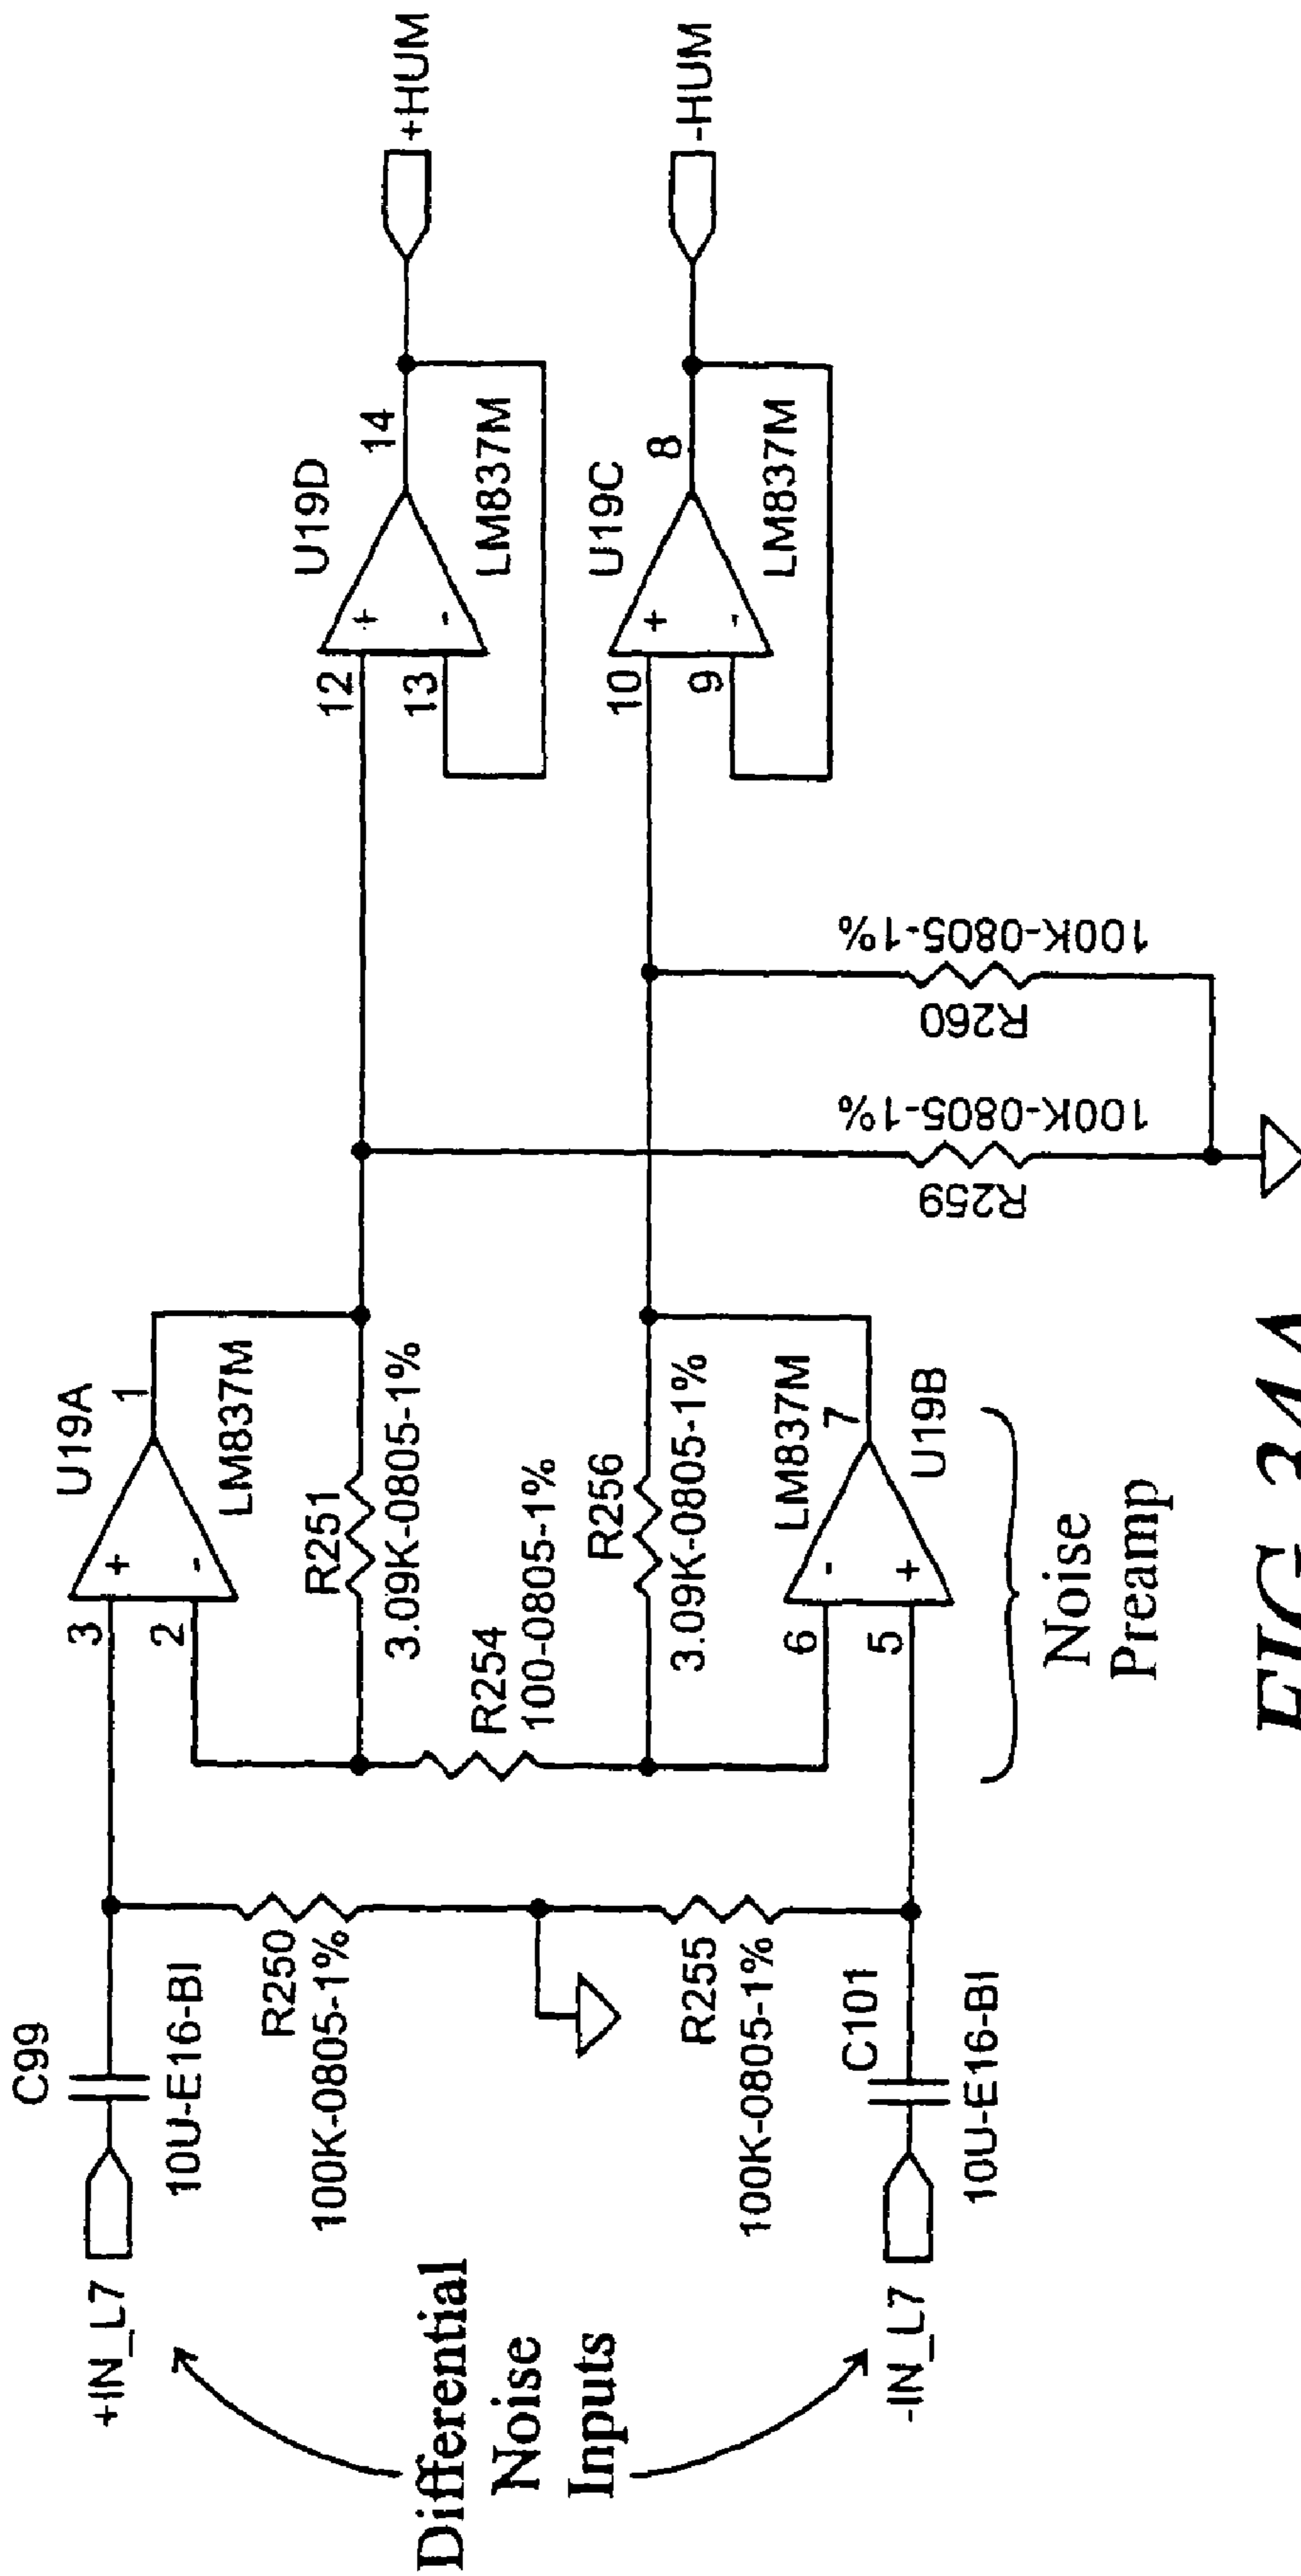 +IN_L7
C99
10U-E16-BI
R250
100K-0805-1%
R255
100K-0805-1%
C101
10U-E16-BI
-IN_L7
Differential
Noise
Inputs
3
2
+
-
U19A
1
LM837M
R251
3.09K-0805-1%
R254
100-0805-1%
R256
3.09K-0805-1%
LM837M
6
5
-
+
7
U19B
Noise
Preamp
R259
100K-0805-1%
R260
100K-0805-1%
12
13
+
-
U19D
14
LM837M
+HUM
10
9
+
-
U19C
8
LM837M
-HUM
FIG. 34A